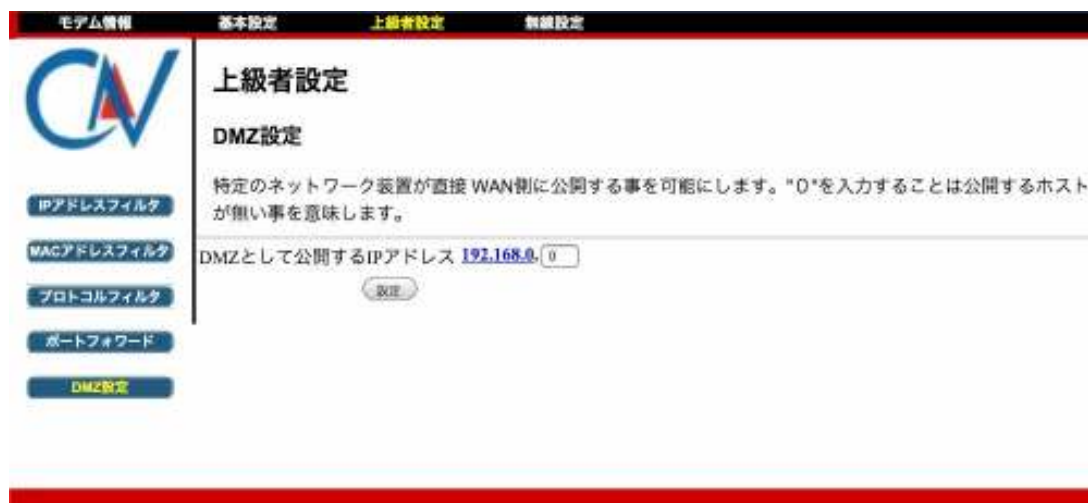 モデム情報 基本設定 上級者設定 無線設定
CN
上級者設定
DMZ設定
特定のネットワーク装置が直接 WAN側に公開する事を可能にします。"0"を入力することは公開するホスト
が無い事を意味します。
IPアドレスフィルタ
MACアドレスフィルタ
プロトコルフィルタ
ポートフォワード
DMZ設定
DMZとして公開するIPアドレス 192.168.0. 0
設定